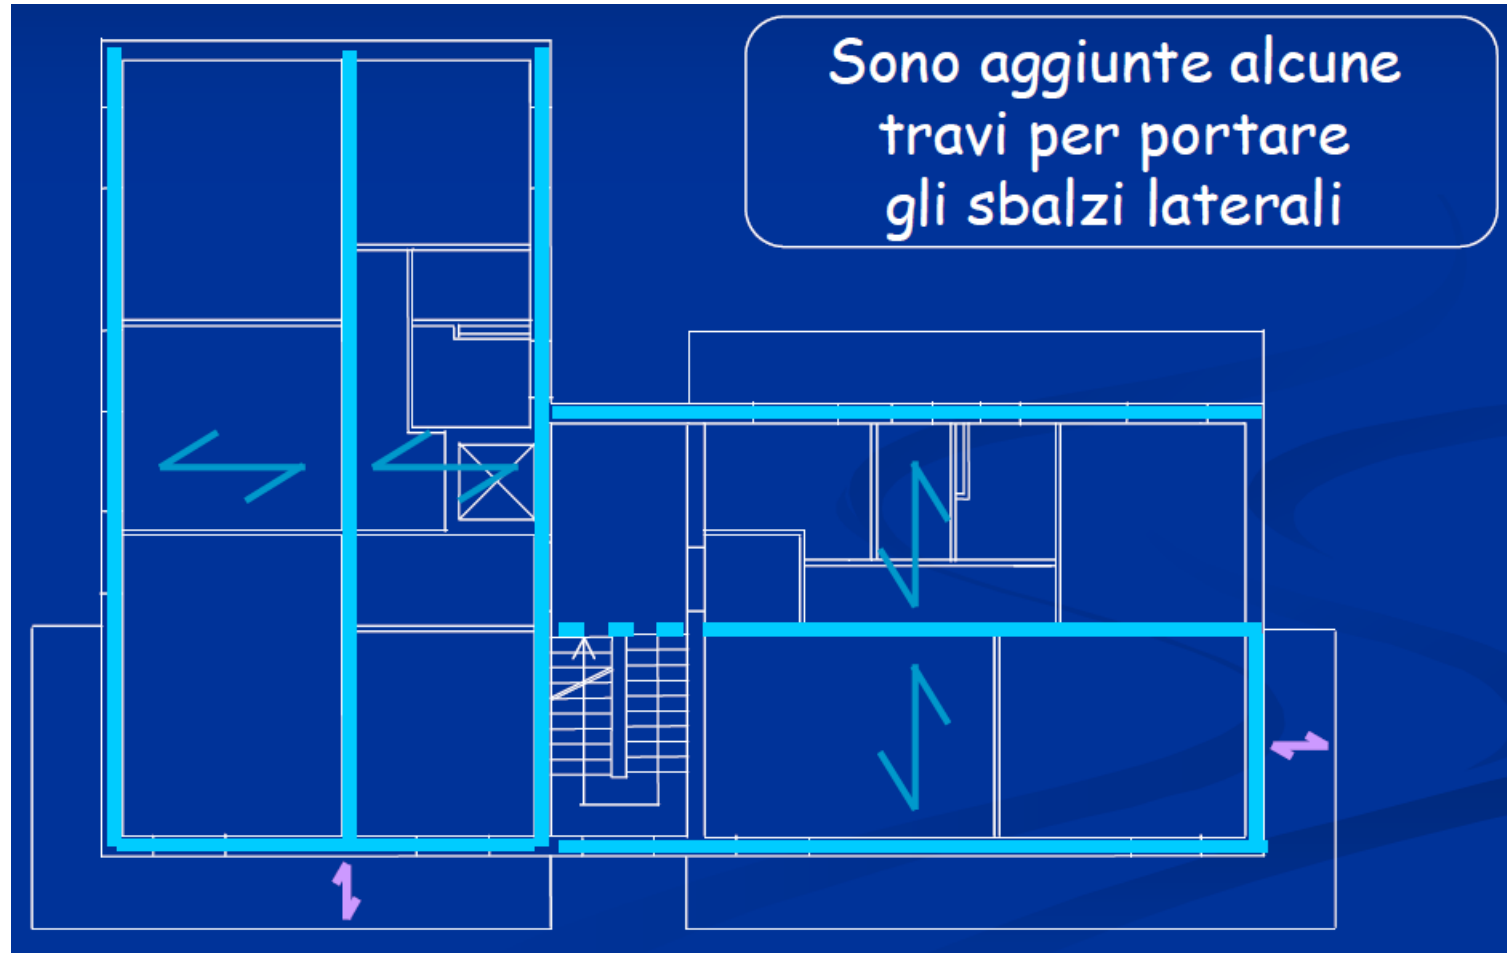 Sono aggiunte alcune
travi per portare
gli sbalzi laterali